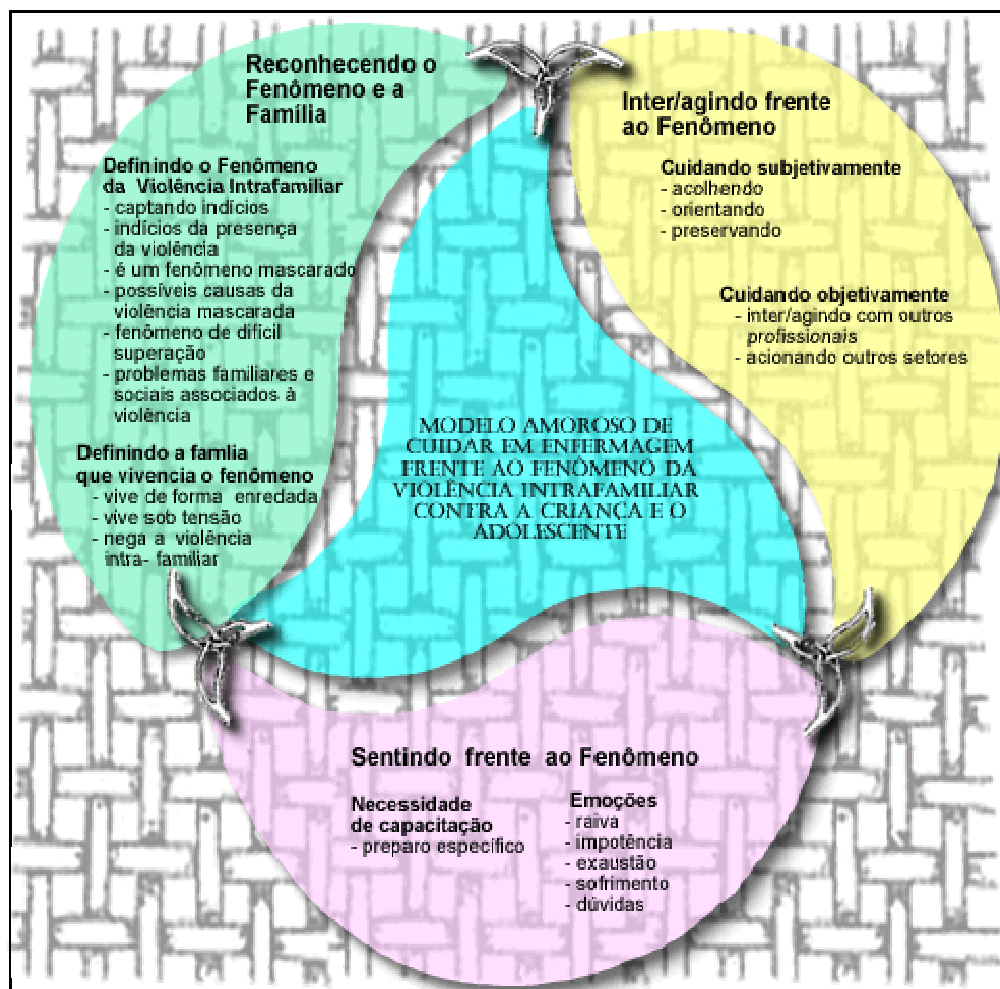 Reconhecendo o
Fenômeno e a
Família
Definindo o Fenômeno
da Violência Intrafamiliar
- captando indícios
- indícios da presença
da violência
- é um fenômeno mascarado
- possíveis causas da
violência mascarada
- fenômeno de difícil
superação
- problemas familiares e
sociais associados à
violência
Definindo a famlia
que vivencia o fenômeno
- vive de forma enredada
- vive sob tensão
- nega a violência
intra- familiar
Inter/agindo frente
ao Fenômeno
Cuidando subjetivamente
- acolhendo
- orientando
- preservando
Cuidando objetivamente
- inter/agindo com outros
profissionais
- acionando outros setores
MODELO AMOROSO DE
CUIDAR EM ENFERMAGEM
FRENTE AO FENÔMENO DA
VIOLÊNCIA INTRAFAMILIAR
CONTRA A CRIANÇA E O
ADOLESCENTE
Sentindo frente ao Fenômeno
Necessidade
de capacitação
- preparo específico
Emoções
- raiva
- impotência
- exaustão
- sofrimento
- dúvidas